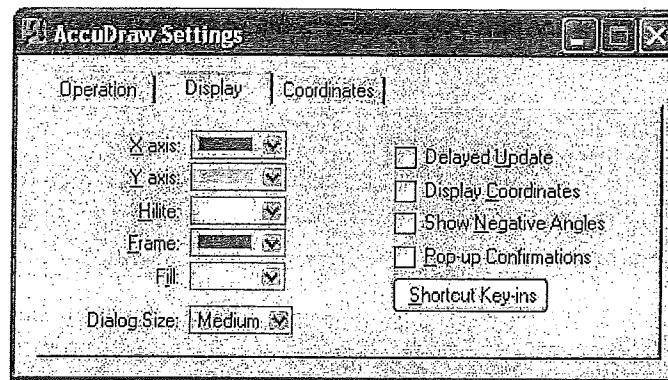 AccuDraw Settings
Operation Display Coordinates
X axis:
Y axis:
Hilite:
Frame:
Fill:
Dialog Size: Medium
Delayed Update
Display Coordinates
Show Negative Angles
Pop-up Confirmations
Shortcut Key-ins